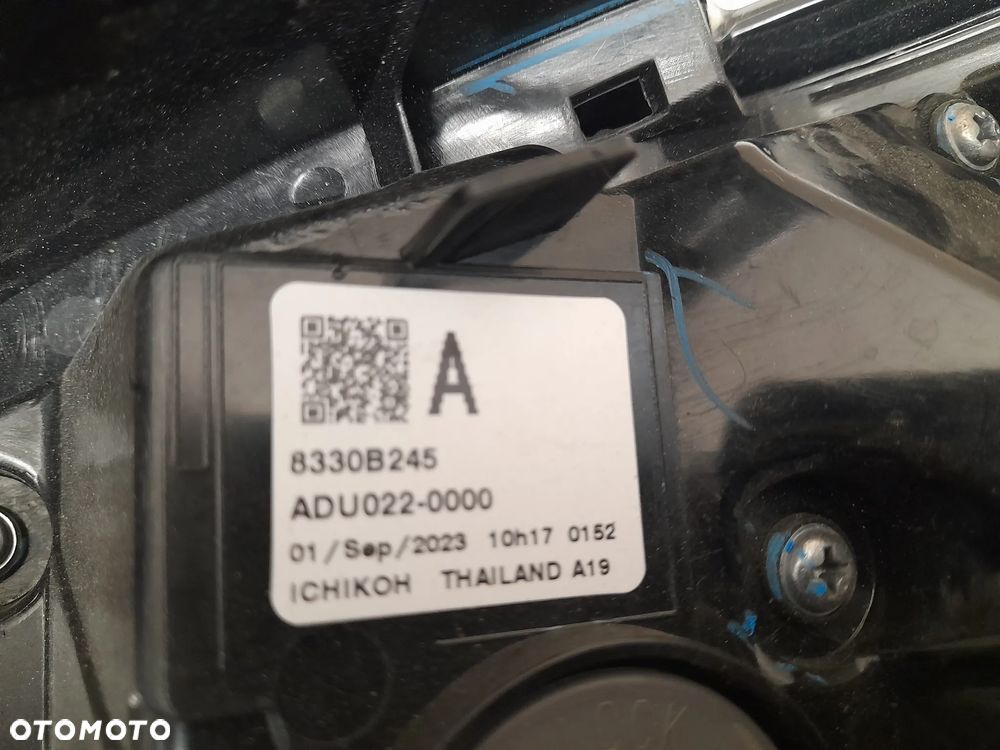 A
8330B245
ADU022-0000
01/Sep/2023 10h17 0152
ICHIKOH THAILAND A19
OTOMOTO